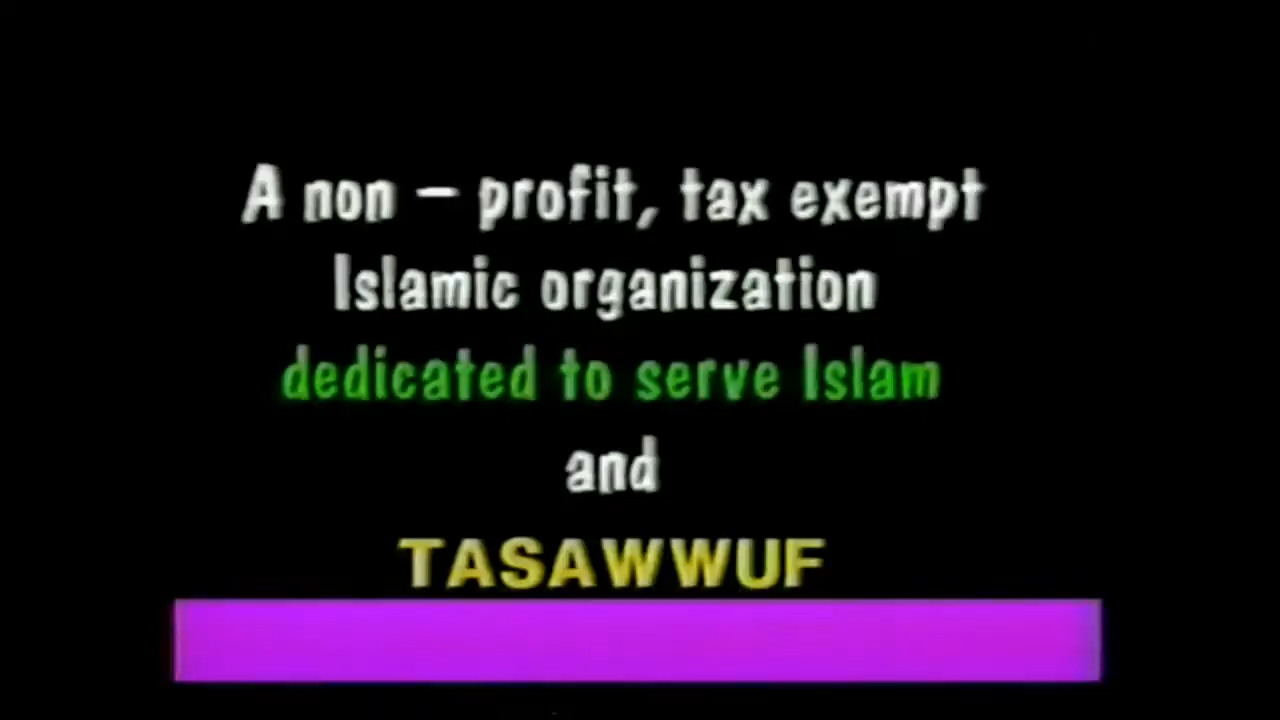 A non – profit, tax exempt
Islamic organization
dedicated to serve Islam
and
TASAWWUF